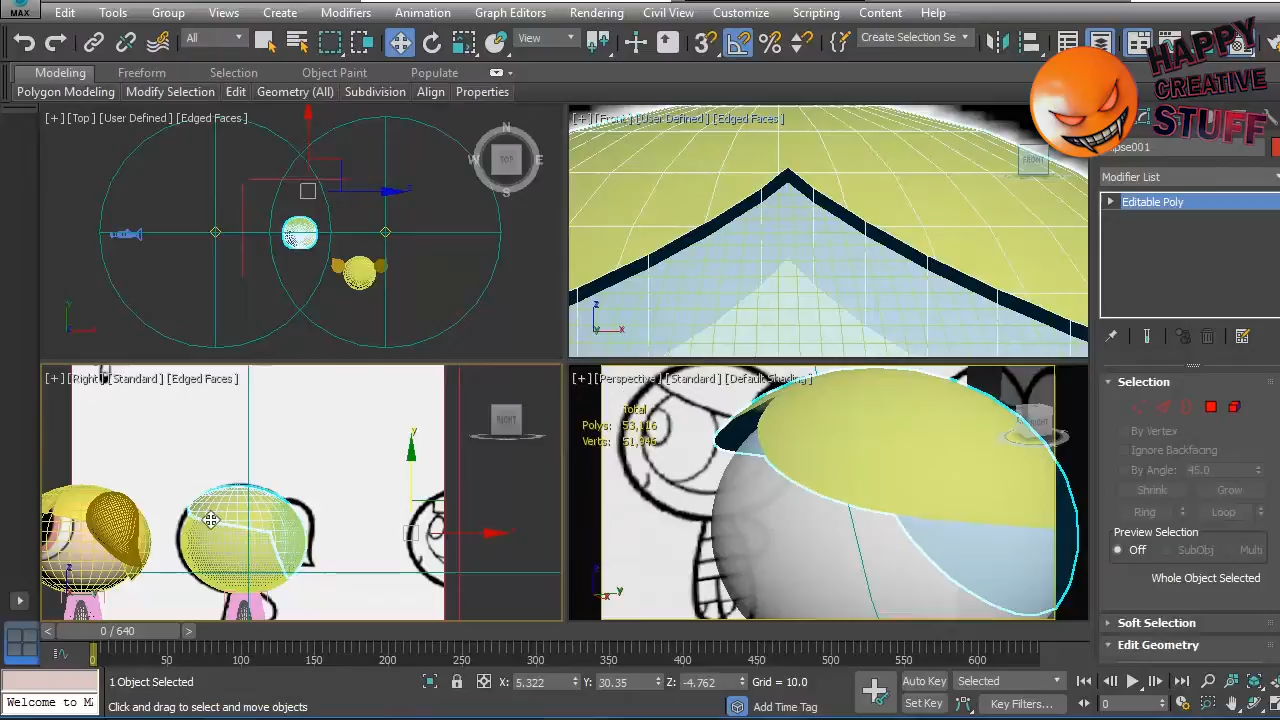 MAX
Edit Tools Group Views Create Modifiers Animation Graph Editors Rendering Civil View Customize Scripting Content Help
All View Create Selection Se
HAPPY
CREATIVE
STUFF
Modeling Freeform Selection Object Paint Populate
Polygon Modeling Modify Selection Edit Geometry (All) Subdivision Align Properties
[+] [Top] [User Defined] [Edged Faces]
N
W TOP E
S
[+] [Front] [User Defined] [Edged Faces]
FRONT
Modifier List
Editable Poly
[+] [Right] [Standard] [Edged Faces]
RIGHT
[+] [Perspective] [Standard] [Default Shading]
total
Polys: 53,116
Selection
By Vertex
Ignore Backfacing
By Angle: 45.0
Shrink Grow
Ring Loop
Preview Selection
Off SubObj Multi
Whole Object Selected
Soft Selection
Edit Geometry
< 0 / 640 >
0 50 100 150 200 250 300 350 400 450 500 550 600
1 Object Selected X: 5.322 Y: 30.35 Z: -4.762 Grid = 10.0 Auto Key Selected
Welcome to Click and drag to select and move objects Add Time Tag Set Key Key Filters... 0